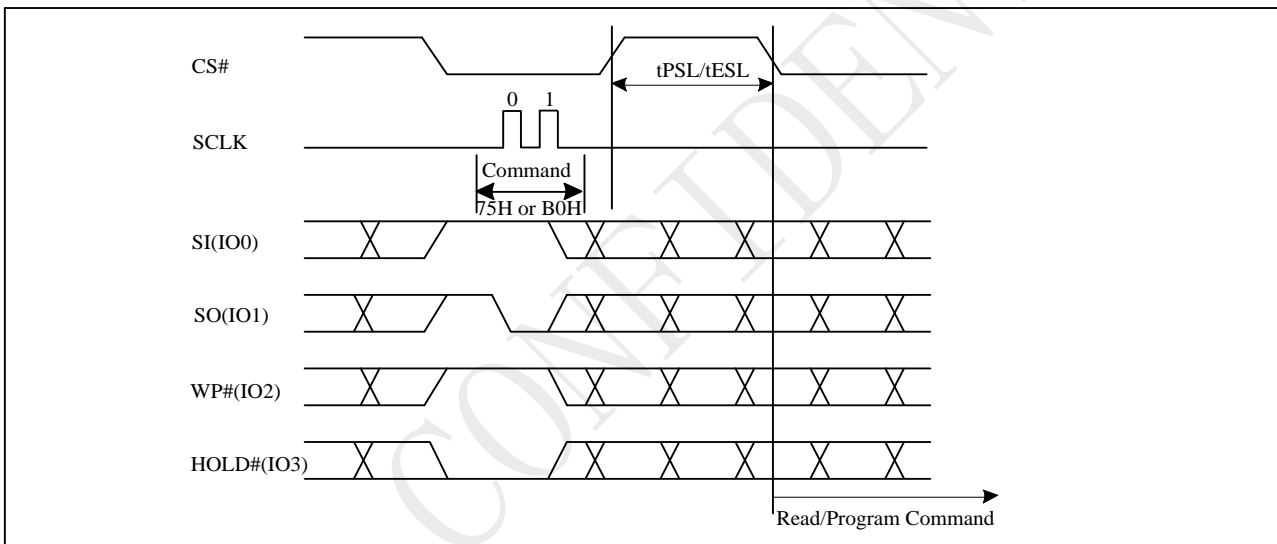 CS#
tPSL/tESL
0 1
SCLK
Command
75H or B0H
SI(IO0)
SO(IO1)
WP#(IO2)
HOLD#(IO3)
Read/Program Command
CONFIDEN